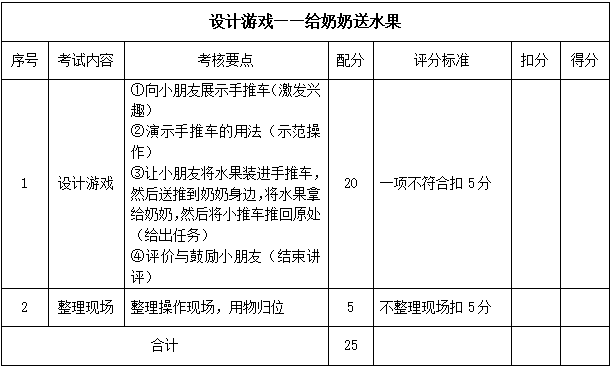 设计游戏——给奶奶送水果
序号 考试内容 考核要点 配分 评分标准 扣分 得分
①向小朋友展示手推车（激发兴
趣）
②演示手推车的用法（示范操
作）
③让小朋友将水果装进手推车，
1 设计游戏 然后送推到奶奶身边，将水果拿 20 一项不符合扣 5 分
给奶奶，然后将小推车推回原处
（给出任务）
④评价与鼓励小朋友（结束讲
评）
2 整理现场 整理操作现场，用物归位 5 不整理现场扣 5 分
合计 25